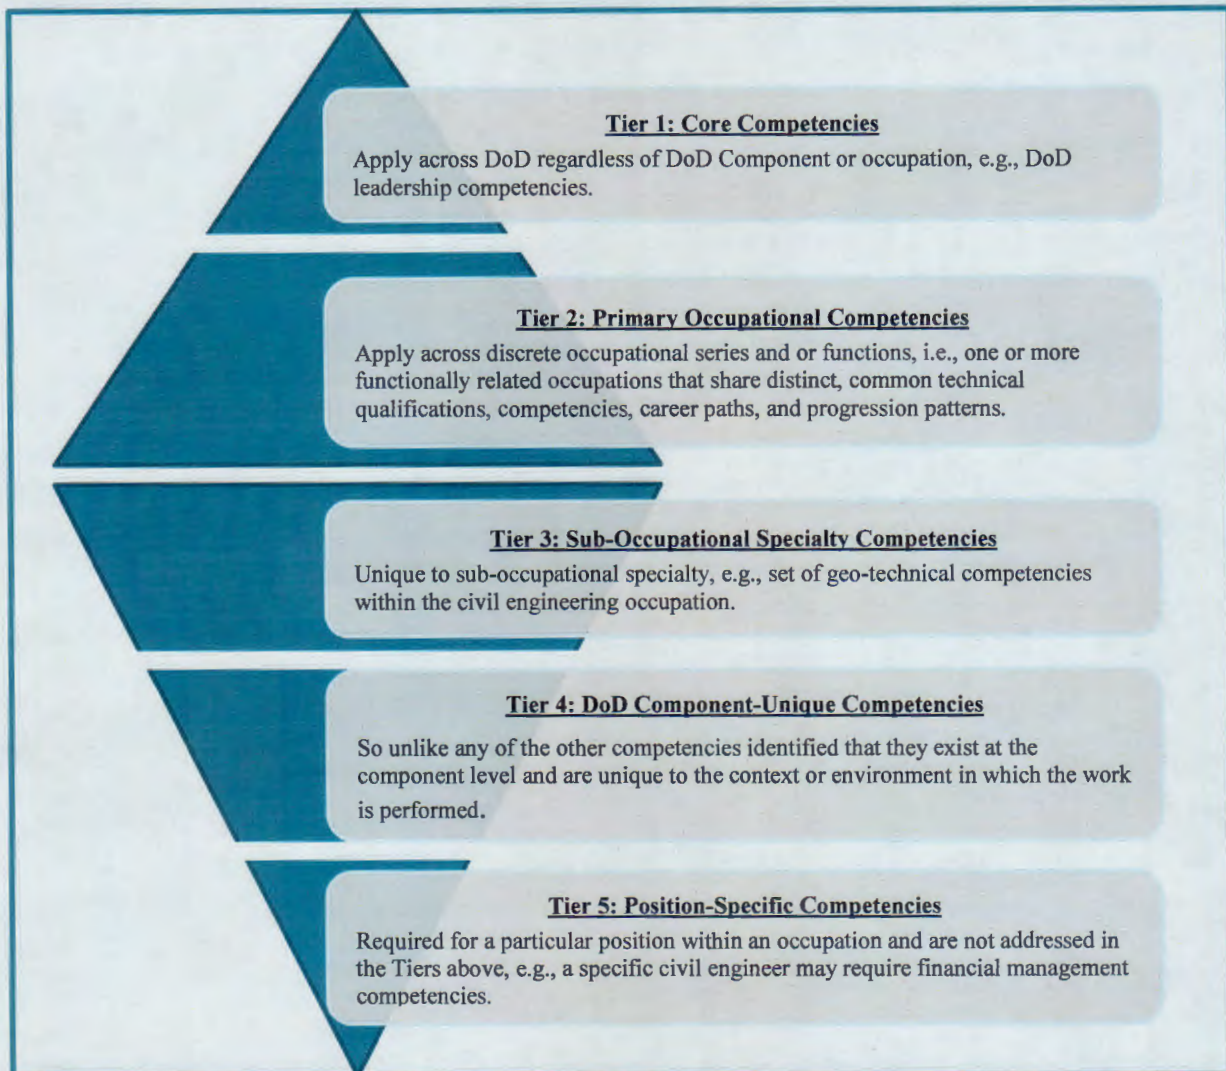 Tier 1: Core Competencies
Apply across DoD regardless of DoD Component or occupation, e.g., DoD
leadership competencies.
Tier 2: Primary Occupational Competencies
Apply across discrete occupational series and or functions, i.e., one or more
functionally related occupations that share distinct, common technical
qualifications, competencies, career paths, and progression patterns.
Tier 3: Sub-Occupational Specialty Competencies
Unique to sub-occupational specialty, e.g., set of geo-technical competencies
within the civil engineering occupation.
Tier 4: DoD Component-Unique Competencies
So unlike any of the other competencies identified that they exist at the
component level and are unique to the context or environment in which the work
is performed.
Tier 5: Position-Specific Competencies
Required for a particular position within an occupation and are not addressed in
the Tiers above, e.g., a specific civil engineer may require financial management
competencies.